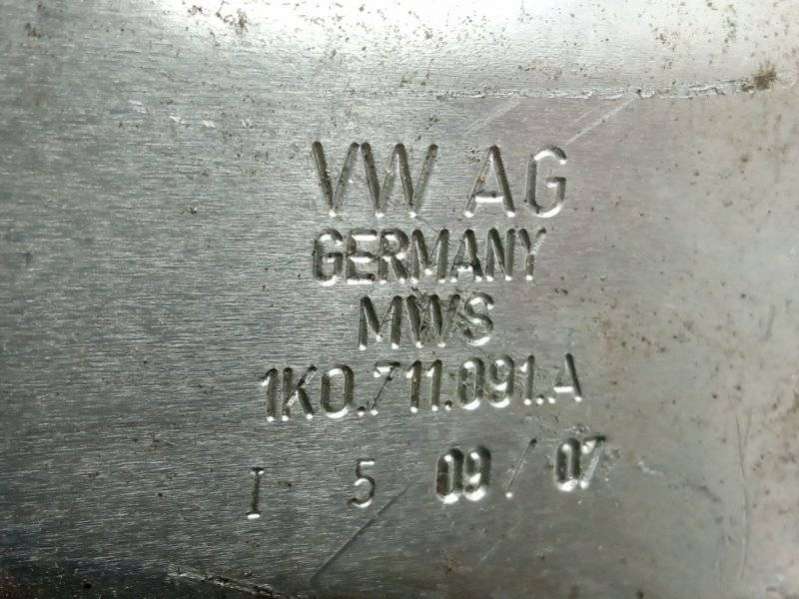 VW AG
GERMANY
MWS
1K0.711.091.A
I - 5 09/07